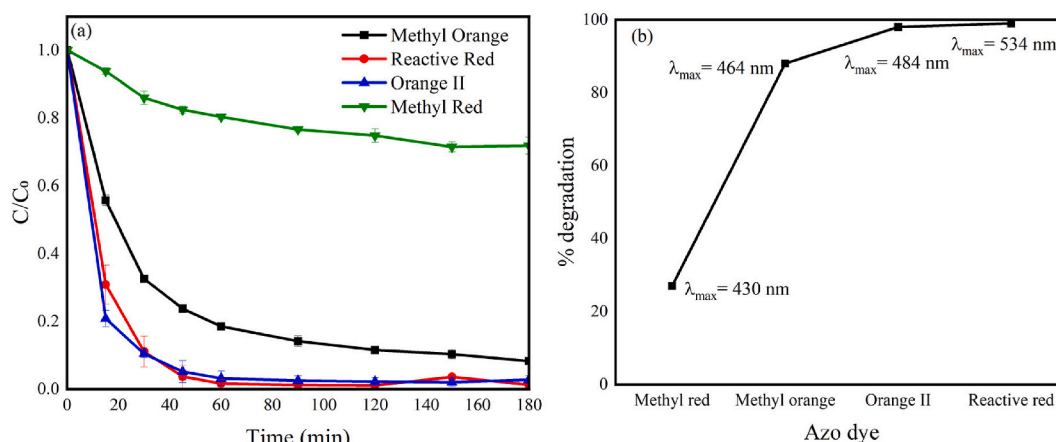 (a)
Methyl Orange
Reactive Red
Orange II
Methyl Red
1.0
0.8
0.6
0.4
0.2
0.0
C/C₀
0 20 40 60 80 100 120 140 160 180
Time (min)
(b)
100
80
60
40
20
0
% degradation
λmax= 534 nm
λmax= 464 nm
λmax= 484 nm
λmax= 430 nm
Methyl red Methyl orange Orange II Reactive red
Azo dye